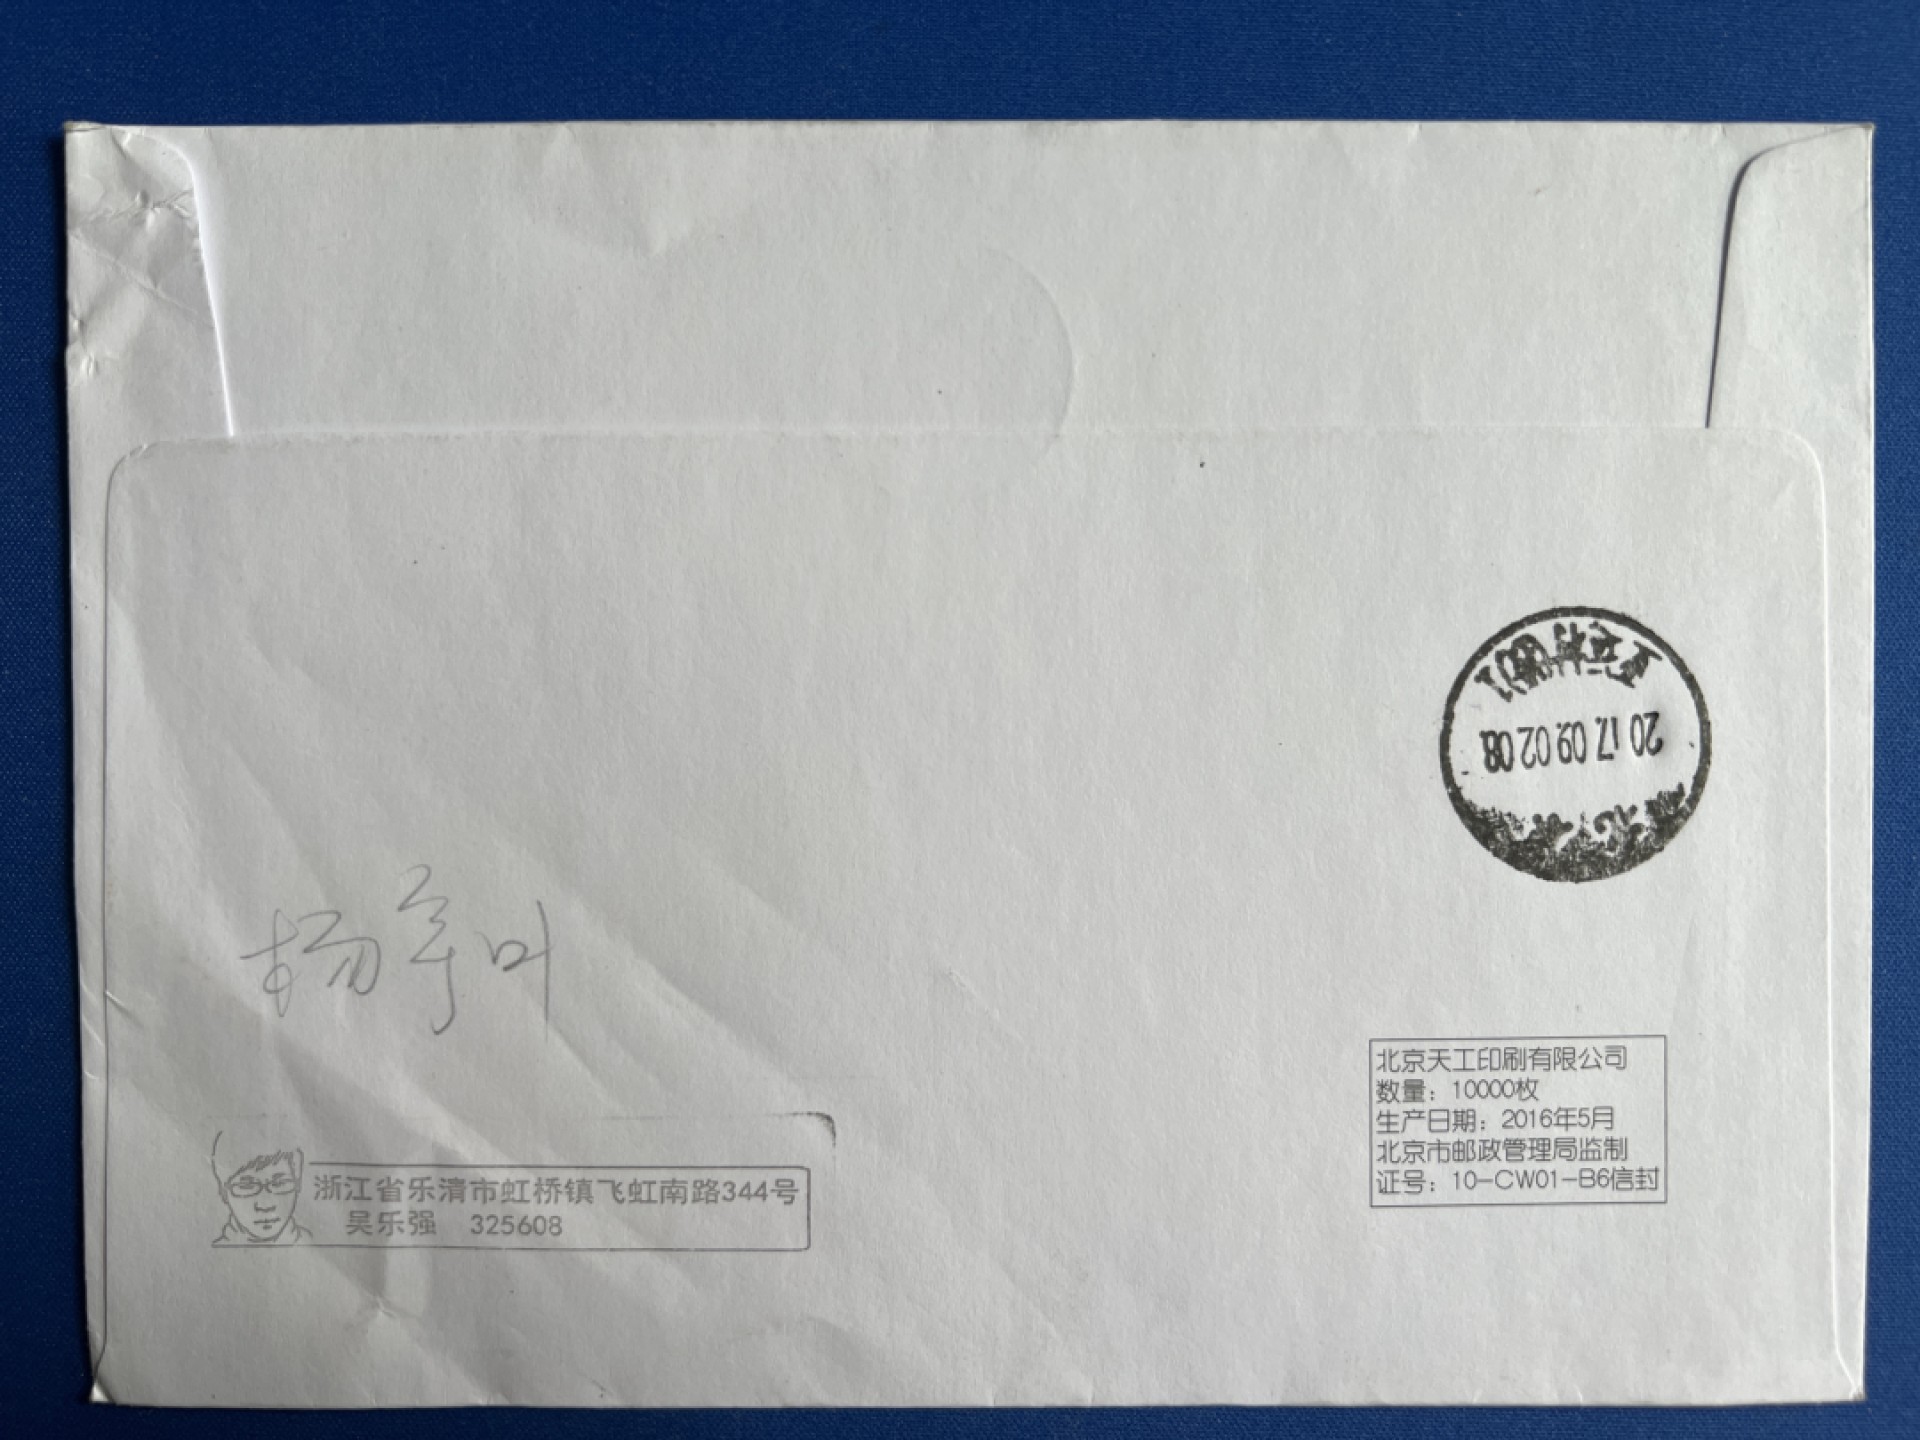 2017.09.02.08
杨
叶
北京天工印刷有限公司
数量：10000枚
生产日期：2016年5月
北京市邮政管理局监制
证号：10-CW01-B6信封
浙江省乐清市虹桥镇飞虹南路344号
吴乐强 325608